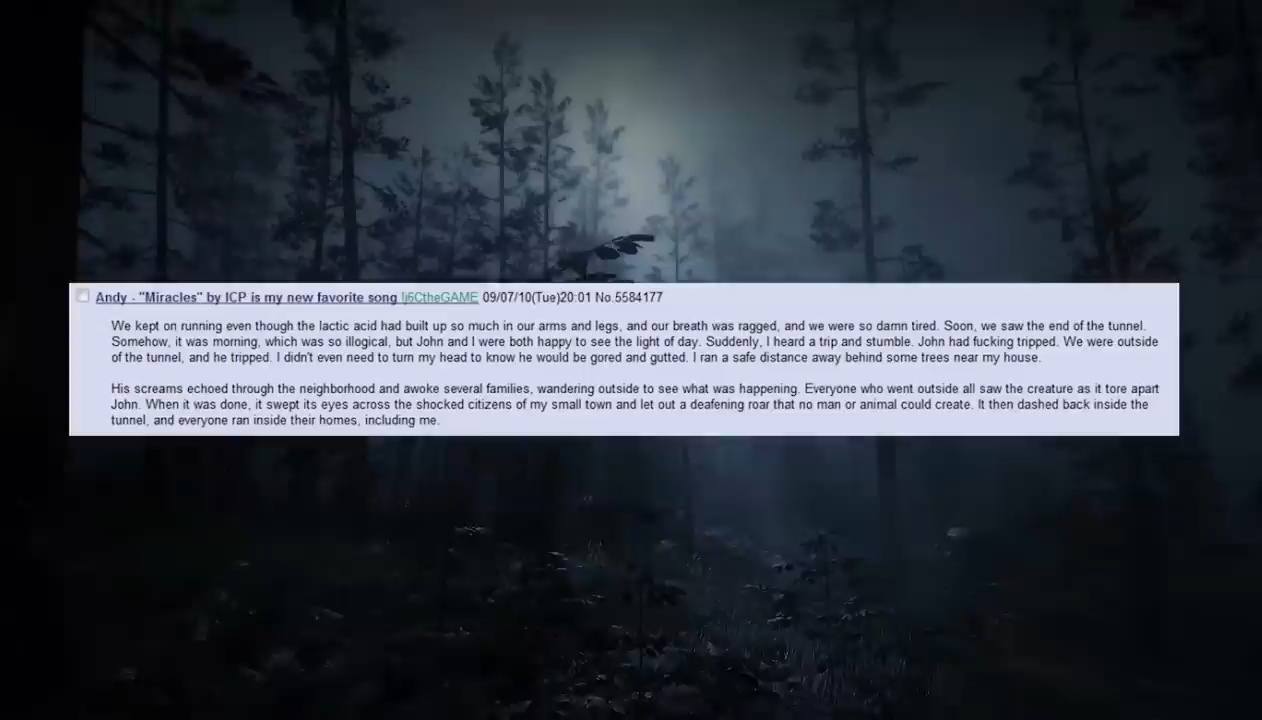 Andy - "Miracles" by ICP is my new favorite song !j6CtheGAME 09/07/10(Tue)20:01 No.5584177
We kept on running even though the lactic acid had built up so much in our arms and legs, and our breath was ragged, and we were so damn tired. Soon, we saw the end of the tunnel.
Somehow, it was morning, which was so illogical, but John and I were both happy to see the light of day. Suddenly, I heard a trip and stumble. John had fucking tripped. We were outside
of the tunnel, and he tripped. I didn't even need to turn my head to know he would be gored and gutted. I ran a safe distance away behind some trees near my house.
His screams echoed through the neighborhood and awoke several families, wandering outside to see what was happening. Everyone who went outside all saw the creature as it tore apart
John. When it was done, it swept its eyes across the shocked citizens of my small town and let out a deafening roar that no man or animal could create. It then dashed back inside the
tunnel, and everyone ran inside their homes, including me.